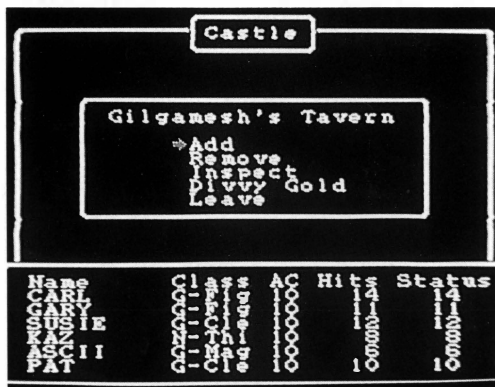 Castle
Gilgamesh's Tavern
Add
Remove
Inspect
Divvy Gold
Leave
Name Class AC Hits Status
CARL G-Fig 10 14 14
GARY G-Fig 10 11 11
SUSIE G-Cle 10 12 12
KAZ N-Thi 10 8 8
ASCII G-Mag 10 6 6
PAT G-Cle 10 10 10